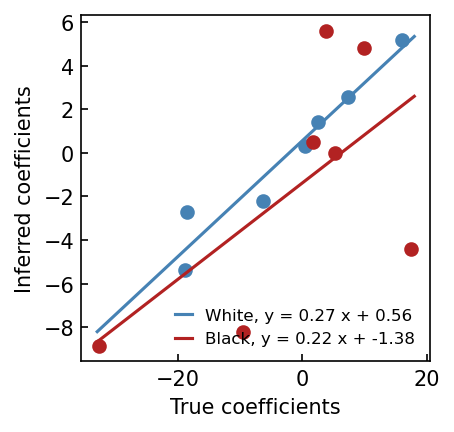 6
4
2
0
−2
−4
−6
−8
Inferred coefficients
White, y = 0.27 x + 0.56
Black, y = 0.22 x + -1.38
−20 0 20
True coefficients